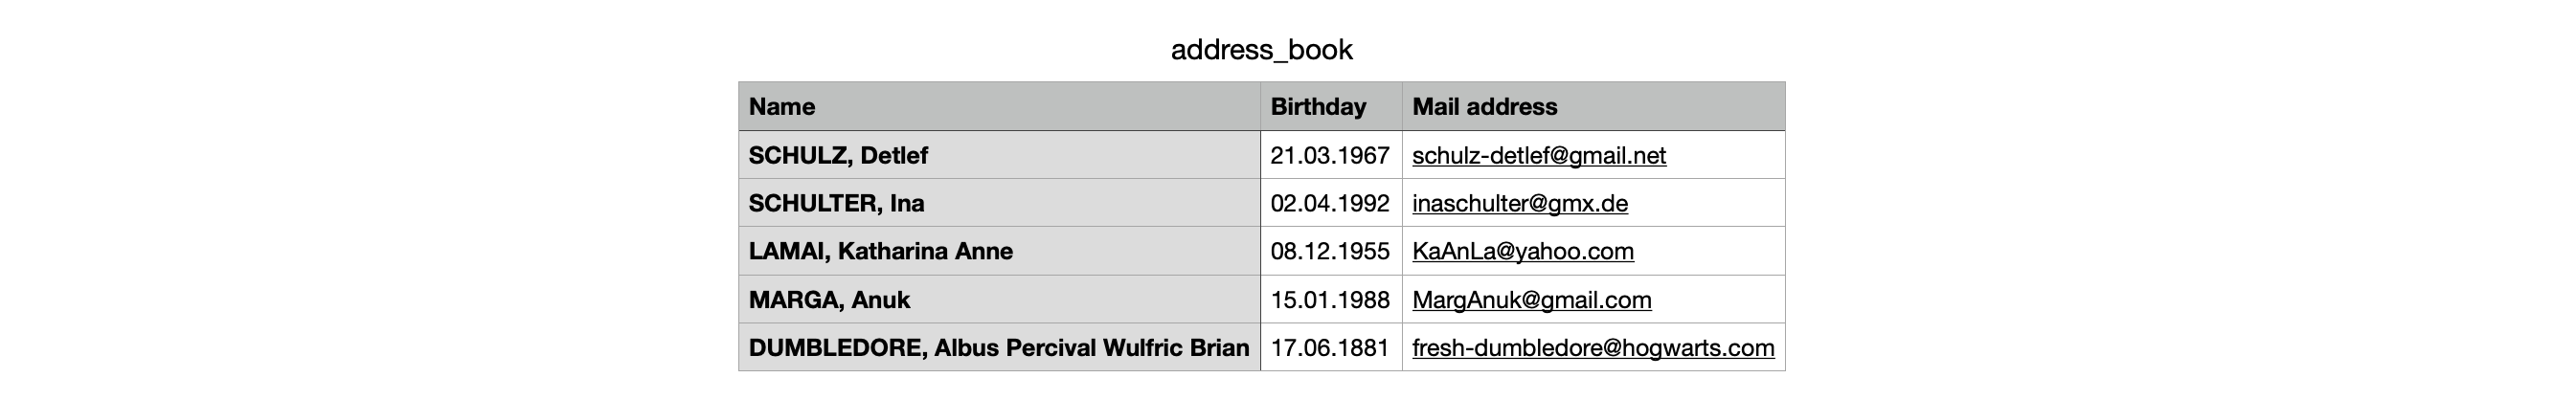 address_book
Name Birthday Mail address
SCHULZ, Detlef 21.03.1967 schulz-detlef@gmail.net
SCHULTER, Ina 02.04.1992 inaschulter@gmx.de
LAMAI, Katharina Anne 08.12.1955 KaAnLa@yahoo.com
MARGA, Anuk 15.01.1988 MargAnuk@gmail.com
DUMBLEDORE, Albus Percival Wulfric Brian 17.06.1881 fresh-dumbledore@hogwarts.com